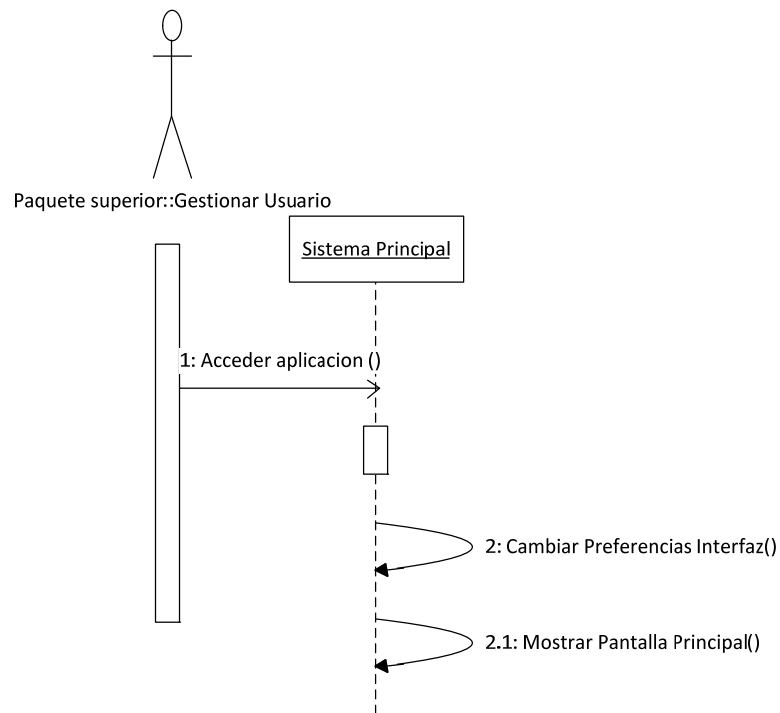 Paquete superior::Gestionar Usuario
Sistema Principal
1: Acceder aplicacion ()
2: Cambiar Preferencias Interfaz()
2.1: Mostrar Pantalla Principal()